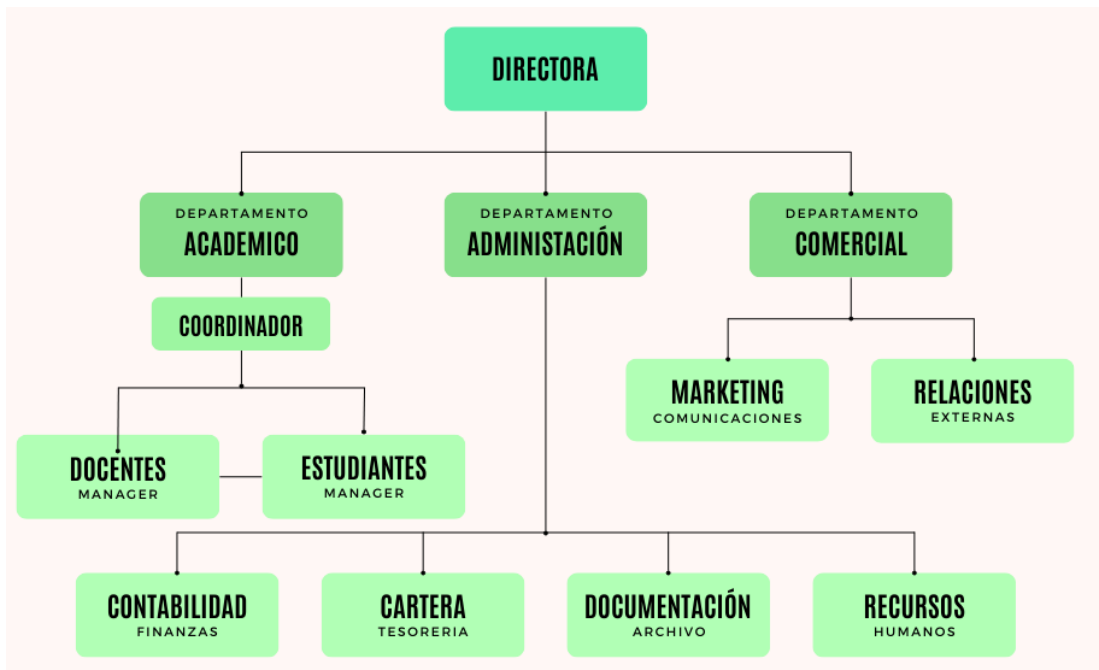 DIRECTORA
DEPARTAMENTO
ACADEMICO
DEPARTAMENTO
ADMINISTACIÓN
DEPARTAMENTO
COMERCIAL
COORDINADOR
MARKETING
COMUNICACIONES
RELACIONES
EXTERNAS
DOCENTES
MANAGER
ESTUDIANTES
MANAGER
CONTABILIDAD
FINANZAS
CARTERA
TESORERIA
DOCUMENTACIÓN
ARCHIVO
RECURSOS
HUMANOS